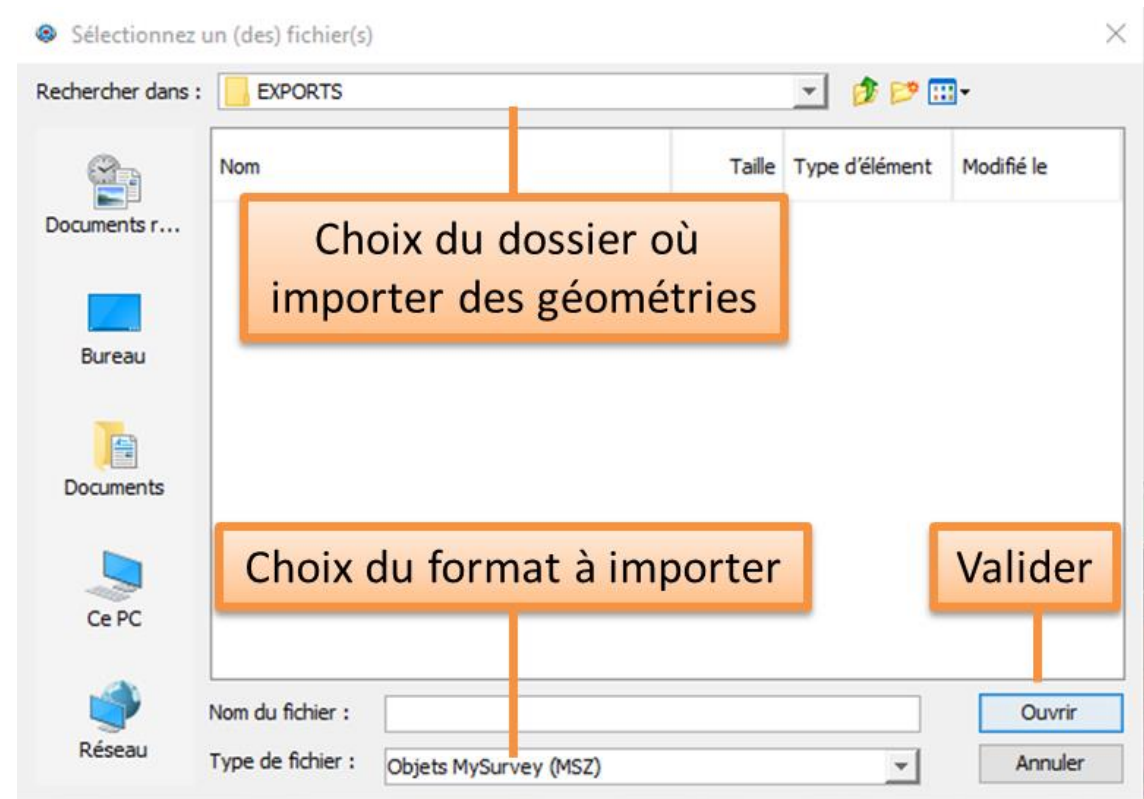 Sélectionnez un (des) fichier(s)
Rechercher dans : EXPORTS
Nom Taille Type d'élément Modifié le
Documents r...
Choix du dossier où
importer des géométries
Bureau
Documents
Choix du format à importer
Valider
Ce PC
Réseau
Nom du fichier : Ouvrir
Type de fichier : Objets MySurvey (MSZ) Annuler